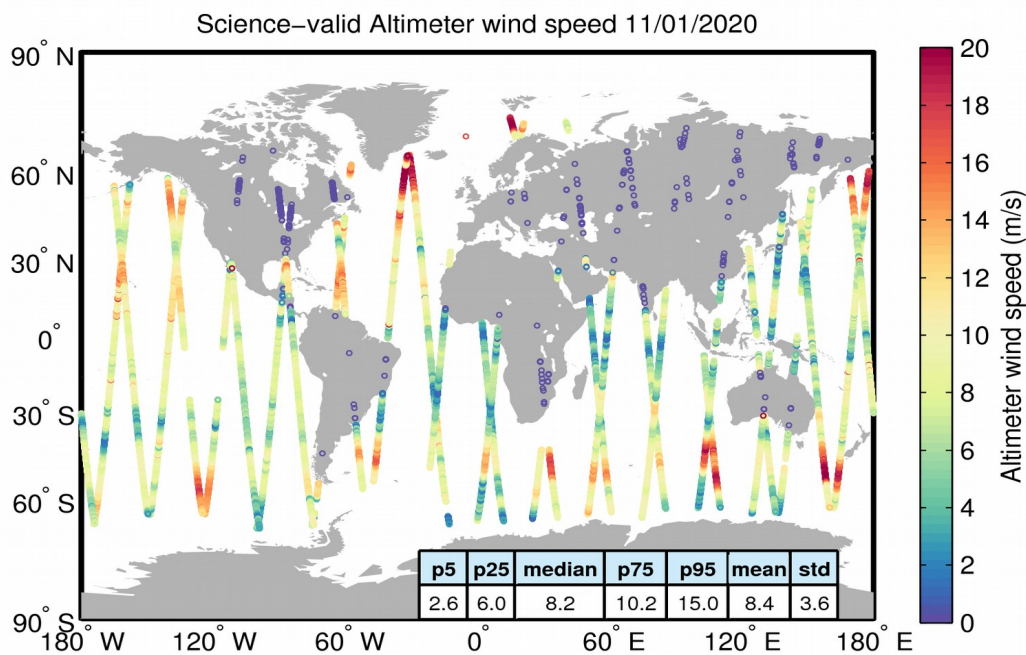 Science−valid Altimeter wind speed 11/01/2020
90° N
60° N
30° N
0°
30° S
60° S
90° S
180° W
120° W
60° W
0°
60° E
120° E
180° E
p5 p25 median p75 p95 mean std
2.6 6.0 8.2 10.2 15.0 8.4 3.6
20
18
16
14
12
10
8
6
4
2
0
Altimeter wind speed (m/s)